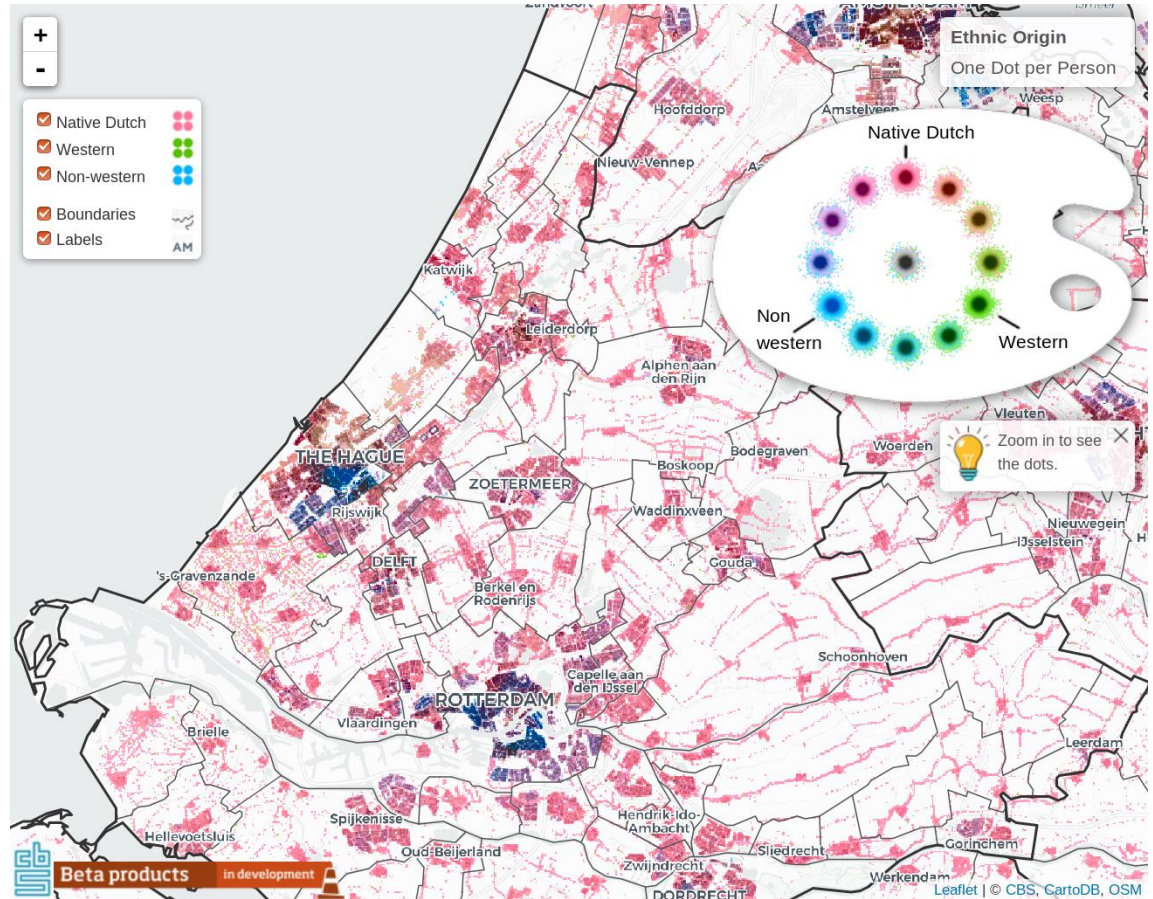 +
-
Native Dutch
Western
Non-western
Boundaries
Labels
AM
Ethnic Origin
One Dot per Person
Native Dutch
Non
western
Western
Zoom in to see
the dots.
Hoofddorp
Amstelveen
Weesp
Nieuw-Vennep
Katwijk
Leiderdorp
Alphen aan
den Rijn
Vleuten
THE HAGUE
Woerden
Bodegraven
Boskoop
ZOETERMEER
Rijswijk
Waddinxveen
Nieuwegein
IJsselstein
DELFT
Gouda
's-Gravenzande
Berkel en
Rodenrijs
Schoonhoven
Capelle aan
den IJssel
ROTTERDAM
Vlaardingen
Brielle
Leerdam
Spijkenisse
Hendrik-Ido-
Ambacht
Hellevoetsluis
Oud-Beijerland
Sliedrecht
Gorinchem
Zwijndrecht
Werkendam
DORDRECHT
cbs
Beta products
in development
Leaflet | © CBS, CartoDB, OSM